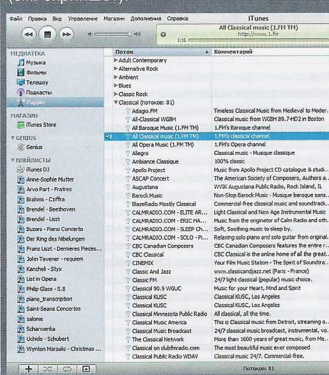 Файл Правка Вид Управление Магазин Дополнения Справка
iTunes
All Classical Music (1.FM TM)
http://www.1.fm
5:16
МЕДИАТЕКА
Музыка
Фильмы
Телешоу
Подкасты
Радио
МАГАЗИН
iTunes Store
GENIUS
Genius
ПЛЕЙЛИСТЫ
iTunes DJ
Anne-Sophie Mutter
Arvo Part - Fratres
Brahms - Caffra
Brendel - Beethoven
Brendel - Liszt
Buzoni - Piano Concerto
Der Ring des Nibelungen
Franz Liszt - Dernieres Pieces...
John Tavener - requiem
Kancheli - Styx
List in Opera
Philip Glass - 5.8
piano_transcription
Saint-Seans Concertos
salome
Scharwenka
Uchida - Schubert
Wynton Marsalis - Christmas ...
Поток Комментарий
Adult Contemporary
Alternative Rock
Ambient
Blues
Classic Rock
Classical (потоков: 81)
Adagio.FM Timeless Classical Music from Medieval to Moder.
All-Classical WGBH Classical music from WGBH 89.7-HD2 in Boston
All Baroque Music (1.FM TM) 1.FM's Baroque channel
All Classical Music (1.FM TM) 1.FM's classical channel
All Opera Music (1.FM TM) 1.FM's Opera channel
Allegro Classical music - Musique classique
Ambiance Classique 100% classic
Apollo Project Music from Apollo Project CD catalogue & studi..
ASCAP Concert The American Society of Composers, Authors a..
Augustana WVIK Augustana Public Radio, Rock Island, IL
Barock Music Non-Stop Barock Music - Musique baroque sans..
BlazeRadio Mostly Classical Commercial-free classical music and soundtrack..
CALMRADIO.COM - ELITE AR... Light Classical and New Age Instrumental Music
CALMRADIO.COM - ERIC HA... Music from the originator of Calm Radio and oth..
CALMRADIO.COM - SLEEP Ch... Soft, Soothing music to sleep by.
CALMRADIO.COM - SOLO - PI... Relaxing solo piano and solo guitar from original.
CBC Canadian Composers CBC Canadian Composers features the entire r...
CBC Classical CBC Classical is the online home of all the great.
CINEMIX Your Film Music Station - The Spirit of Soundtra..
Classic And Jazz www.classicandjazz.net (Paris - France)
Classic FM 24/7 light classical (popular) music choice.
Classical 90.9 WGUC Music for your Heart, Mind and Spirit
Classical KUSC Classical KUSC, Los Angeles
Classical KUSC Classical KUSC, Los Angeles
Classical Minnesota Public Radio All classical, all the time.
Classical Music America This is Classical Music from Detroit, streaming o..
Classical Music Broadcast 24/7 classical music broadcast, instrumental, vo.
The Classical Network More than 1600 years of great music, from Me..
Classical on clubfmradio.com The most beautiful music ever composed
Classical Public Radio WDAV Classical music 24/7. Commercial-free.
Потоков: 81